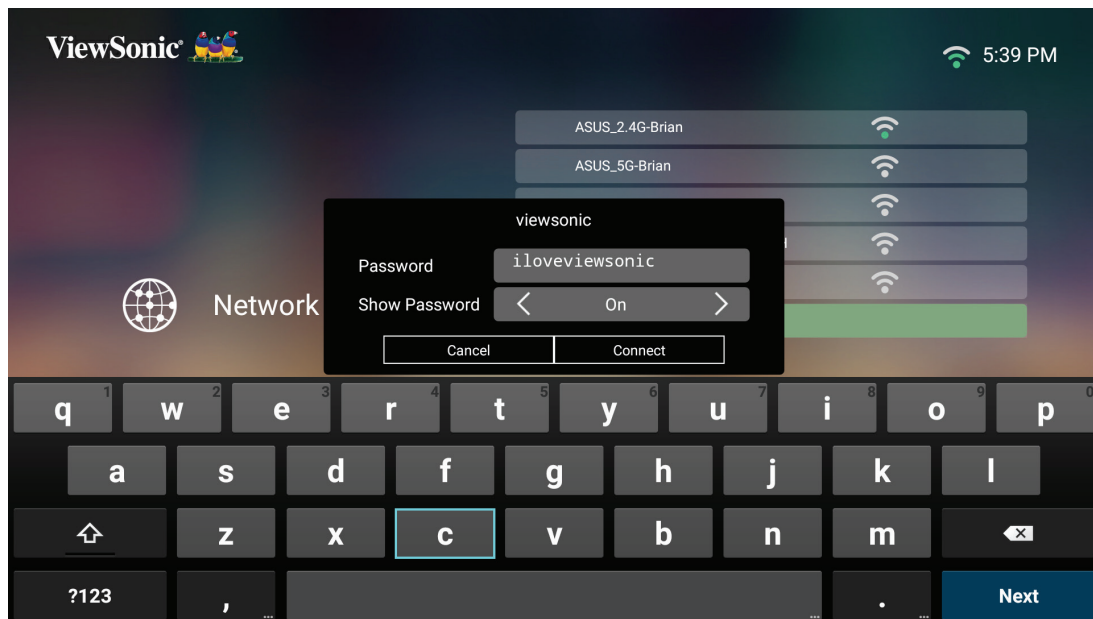 ViewSonic®
5:39 PM
ASUS_2.4G-Brian
ASUS_5G-Brian
viewsonic
Password iloveviewsonic
Network
Show Password On
Cancel Connect
q 1 w 2 e 3 r 4 t 5 y 6 u 7 i 8 o 9 p 0
a s d f g h j k l
z x c v b n m
?123 , . Next